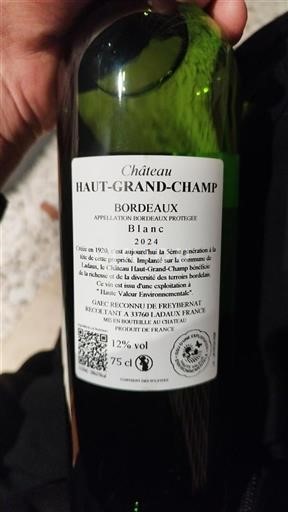 Château
HAUT-GRAND-CHAMP
BORDEAUX
APPELLATION BORDEAUX PROTEGEE
Blanc
2024
Créée en 1920, c'est aujourd'hui la 5ème génération à la
tête de cette propriété. Implanté sur la commune de
Ladaux, le Château Haut-Grand-Champ bénéficie
de la richesse et de la diversité des terroirs bordelais.
Ce vin est issu d'une exploitation à
" Haute Valeur Environnementale"
GAEC RECONNU DE FREYBERNAT
RECOLTANT A 33760 LADAUX FRANCE
MIS EN BOUTEILLE AU CHATEAU
PRODUIT DE FRANCE
12% vol
75 cl
CONTIENT DES SULFITES